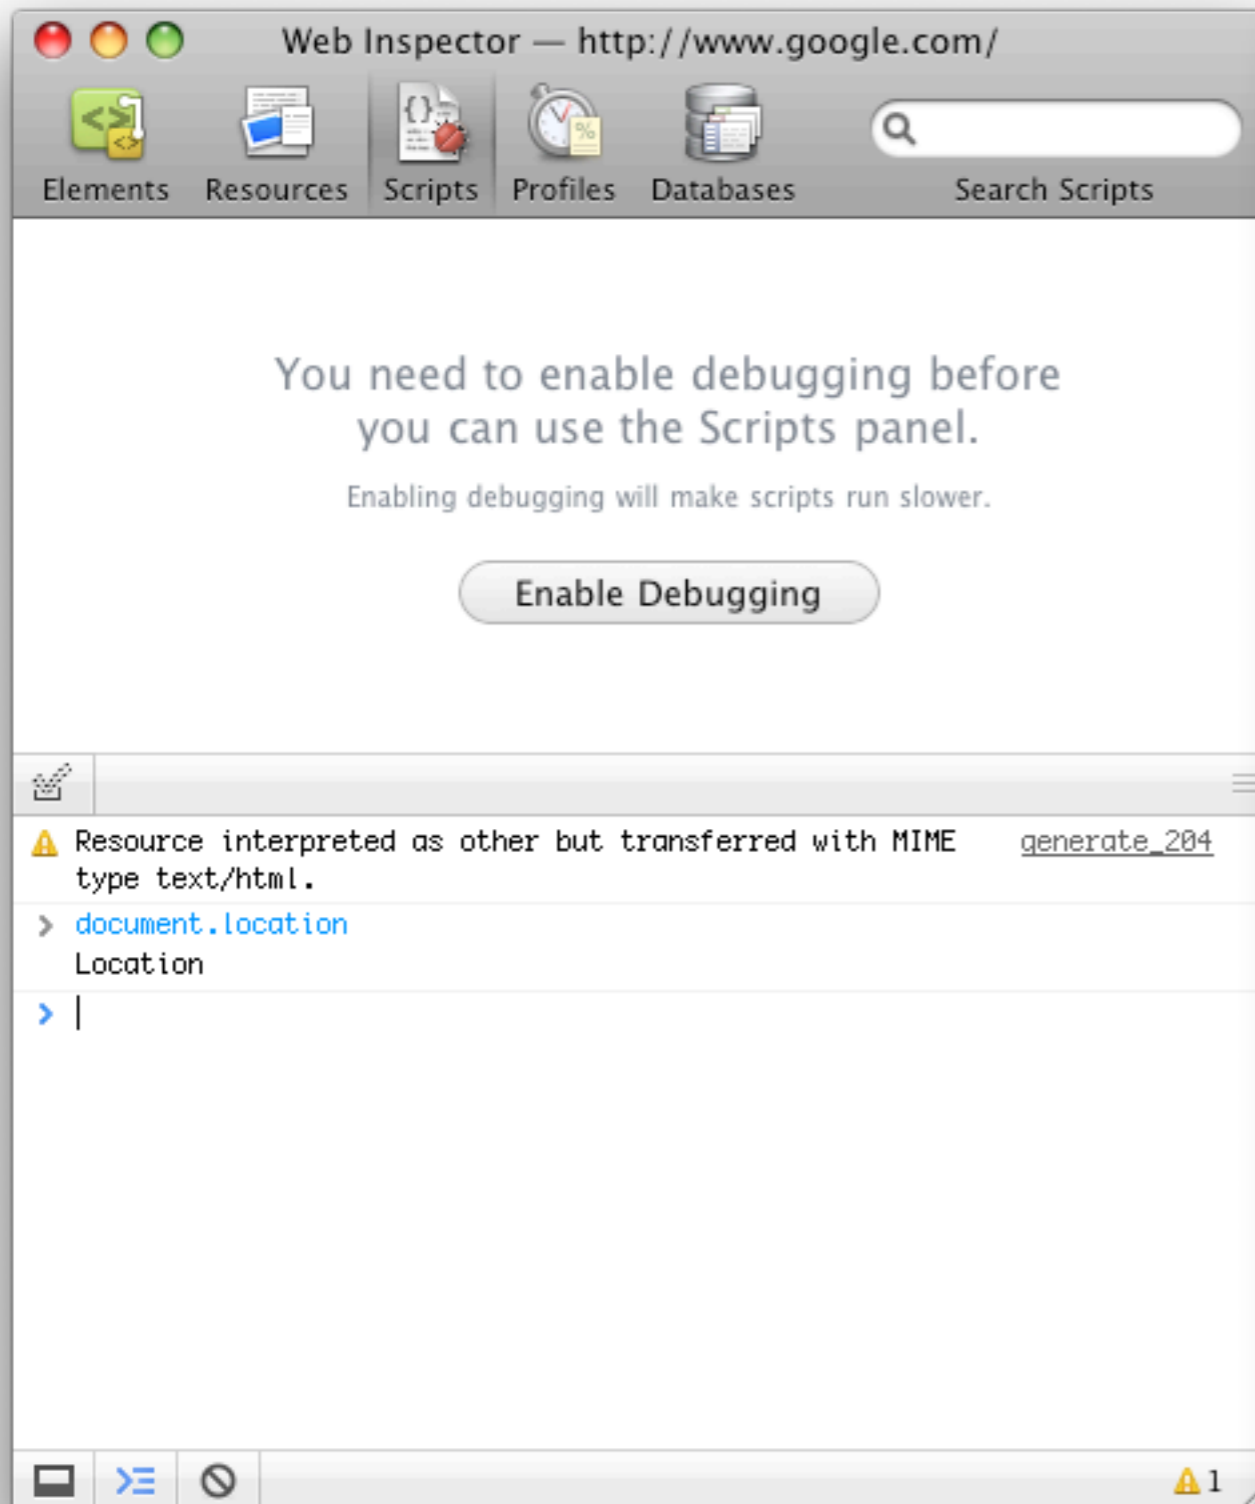 Web Inspector — http://www.google.com/
Elements Resources Scripts Profiles Databases Search Scripts
You need to enable debugging before
you can use the Scripts panel.
Enabling debugging will make scripts run slower.
Enable Debugging
Resource interpreted as other but transferred with MIME generate_204
type text/html.
> document.location
Location
>
1